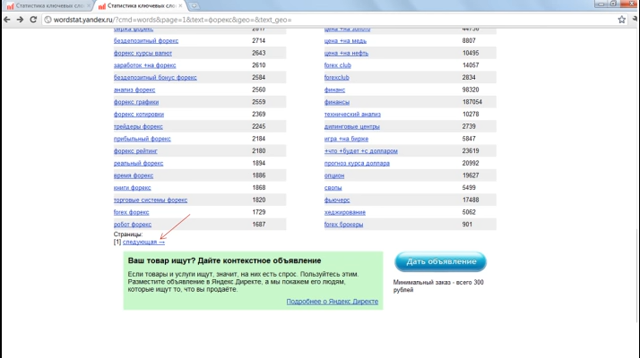 Статистика ключевых сло
Статистика ключевых сло
wordstat.yandex.ru/?cmd=words&page=1&text=форекс&geo=&text_geo=
биржа форекс 2817 цена +на золото 44756
бездепозитный форекс 2714 цена +на медь 8807
форекс курсы валют 2643 цена +на нефть 10495
заработок +на форекс 2610 forex club 14057
бездепозитный бонус форекс 2584 forexclub 2834
анализ форекс 2560 финанс 98320
форекс графики 2559 финансы 187054
форекс котировки 2369 технический анализ 10278
трейдеры форекс 2245 дилинговые центры 2739
прибыльный форекс 2184 игра +на бирже 5847
форекс рейтинг 2180 +что +будет +с долларом 23619
реальный форекс 1894 прогноз курса доллара 20992
время форекс 1886 опцион 19627
книги форекс 1868 свопы 5499
торговые системы форекс 1820 фьючерс 17488
forex форекс 1729 хеджирование 5062
робот форекс 1687 forex брокеры 901
Страницы:
[1] следующая →
Ваш товар ищут? Дайте контекстное объявление
Если товары и услуги ищут, значит, на них есть спрос. Пользуйтесь этим.
Разместите объявление в Яндекс Директе, а мы покажем его людям,
которые ищут то, что вы продаёте.
Подробнее о Яндекс Директе
Дать объявление
Минимальный заказ - всего 300
рублей